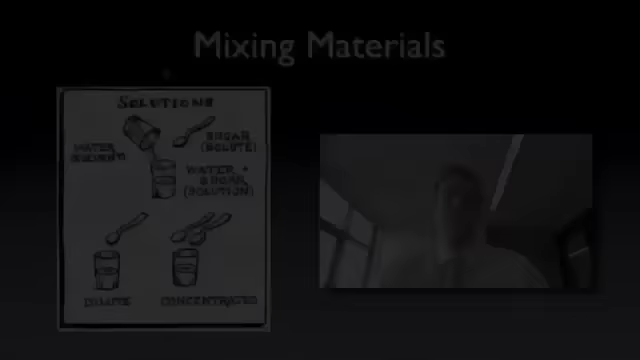 Mixing Materials
SOLUTIONS
WATER
(SOLVENT)
SUGAR
(SOLUTE)
WATER +
SUGAR
(SOLUTION)
DILUTE
CONCENTRATED